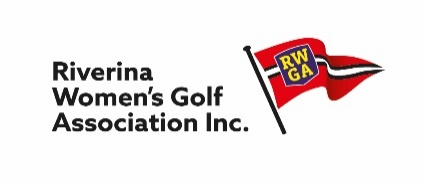 Riverina
Women's Golf
Association Inc.
RW
GA